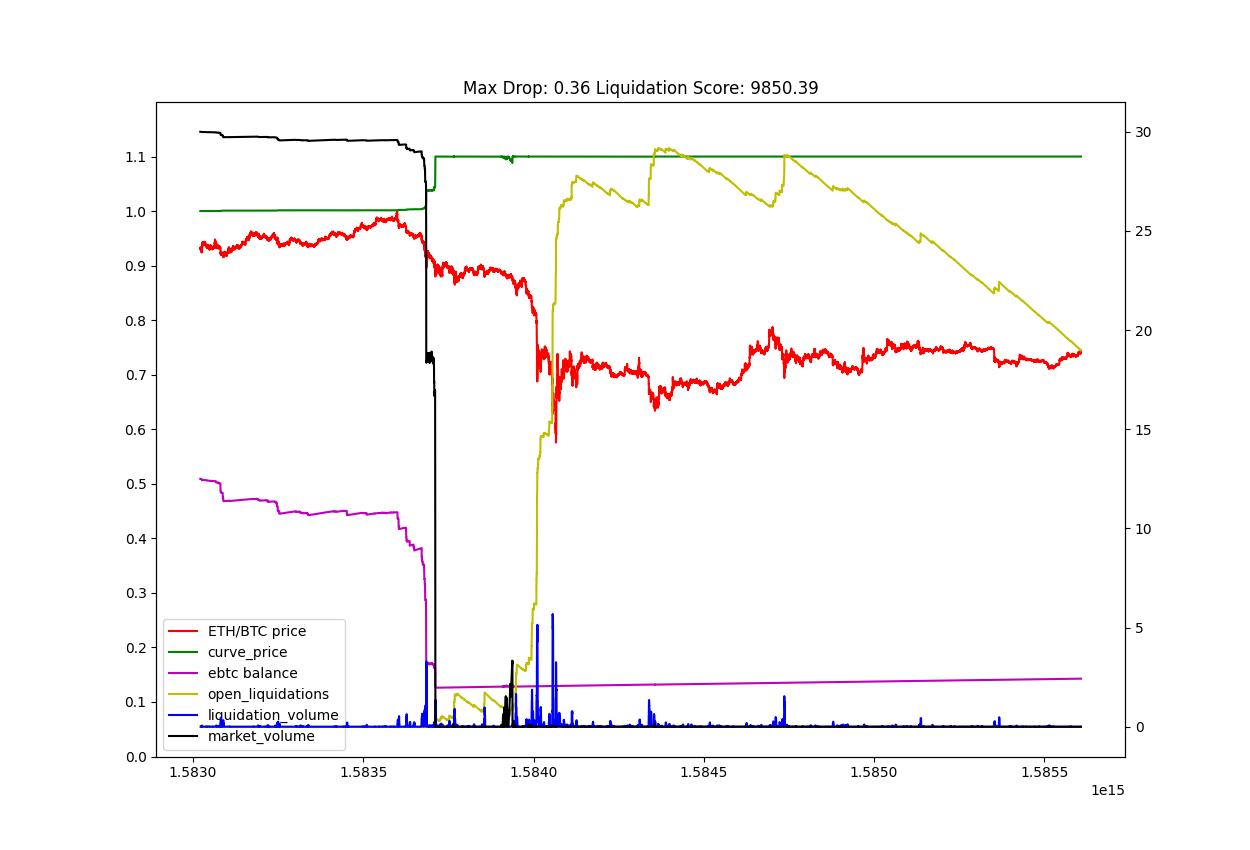 Max Drop: 0.36 Liquidation Score: 9850.39
1.1
1.0
0.9
0.8
0.7
0.6
0.5
0.4
0.3
0.2
0.1
0.0
30
25
20
15
10
5
0
ETH/BTC price
curve_price
ebtc balance
open_liquidations
liquidation_volume
market_volume
1.5830 1.5835 1.5840 1.5845 1.5850 1.5855
1e15